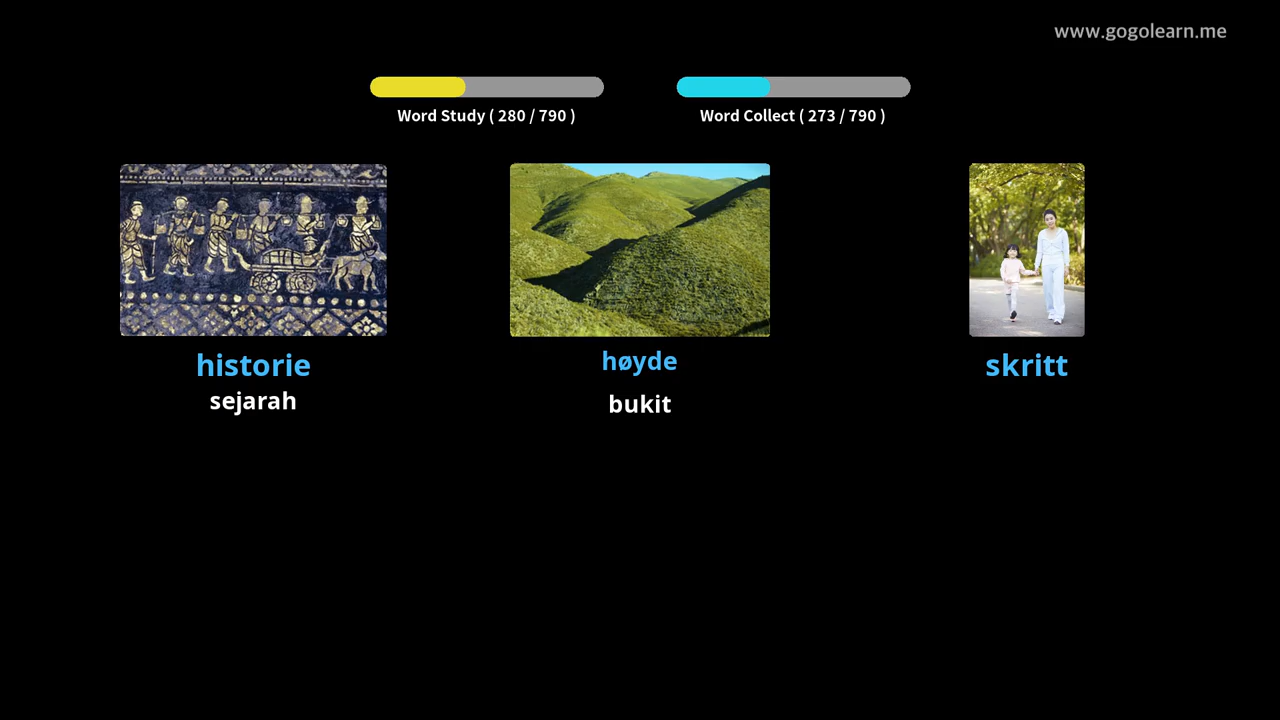 www.gogolearn.me
Word Study ( 280 / 790 )
Word Collect ( 273 / 790 )
historie
høyde
skritt
sejarah
bukit